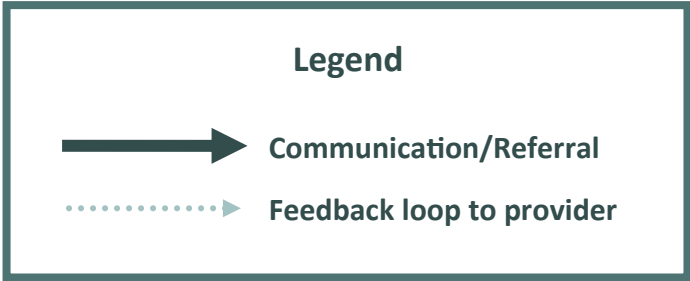 Legend
Communication/Referral
Feedback loop to provider